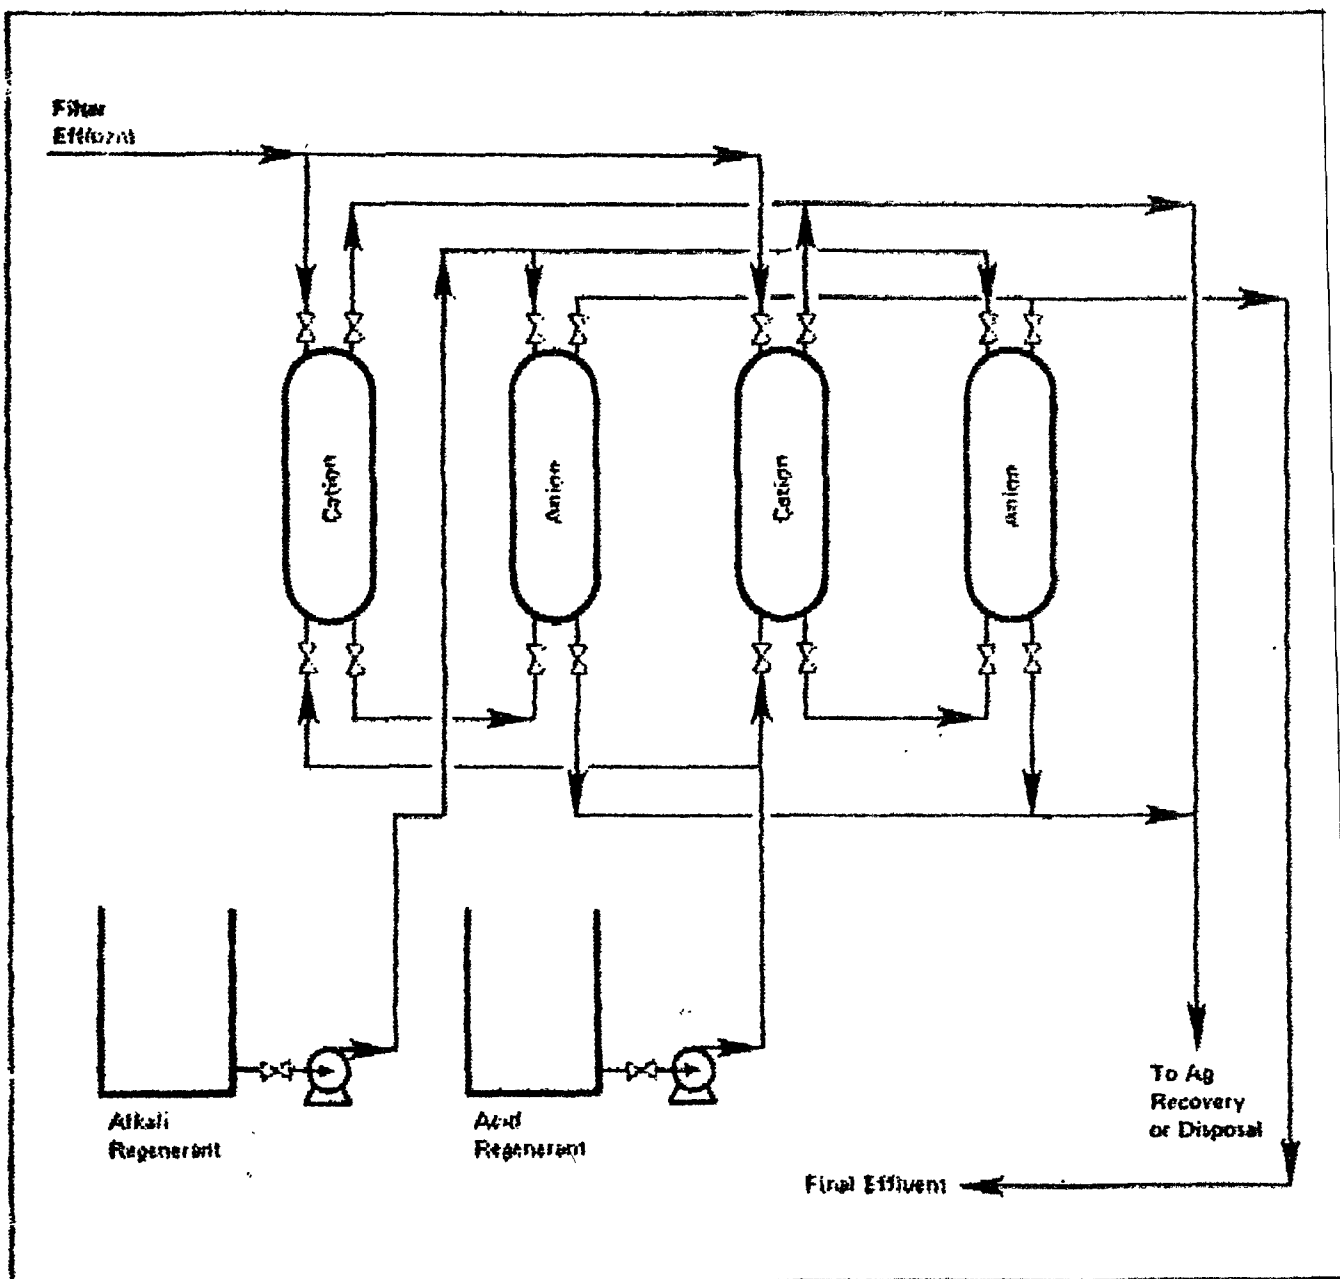 Filter
Effluent
Cation
Anion
Cation
Anion
Alkali
Regenerant
Acid
Regenerant
To Ag
Recovery
or Disposal
Final Effluent